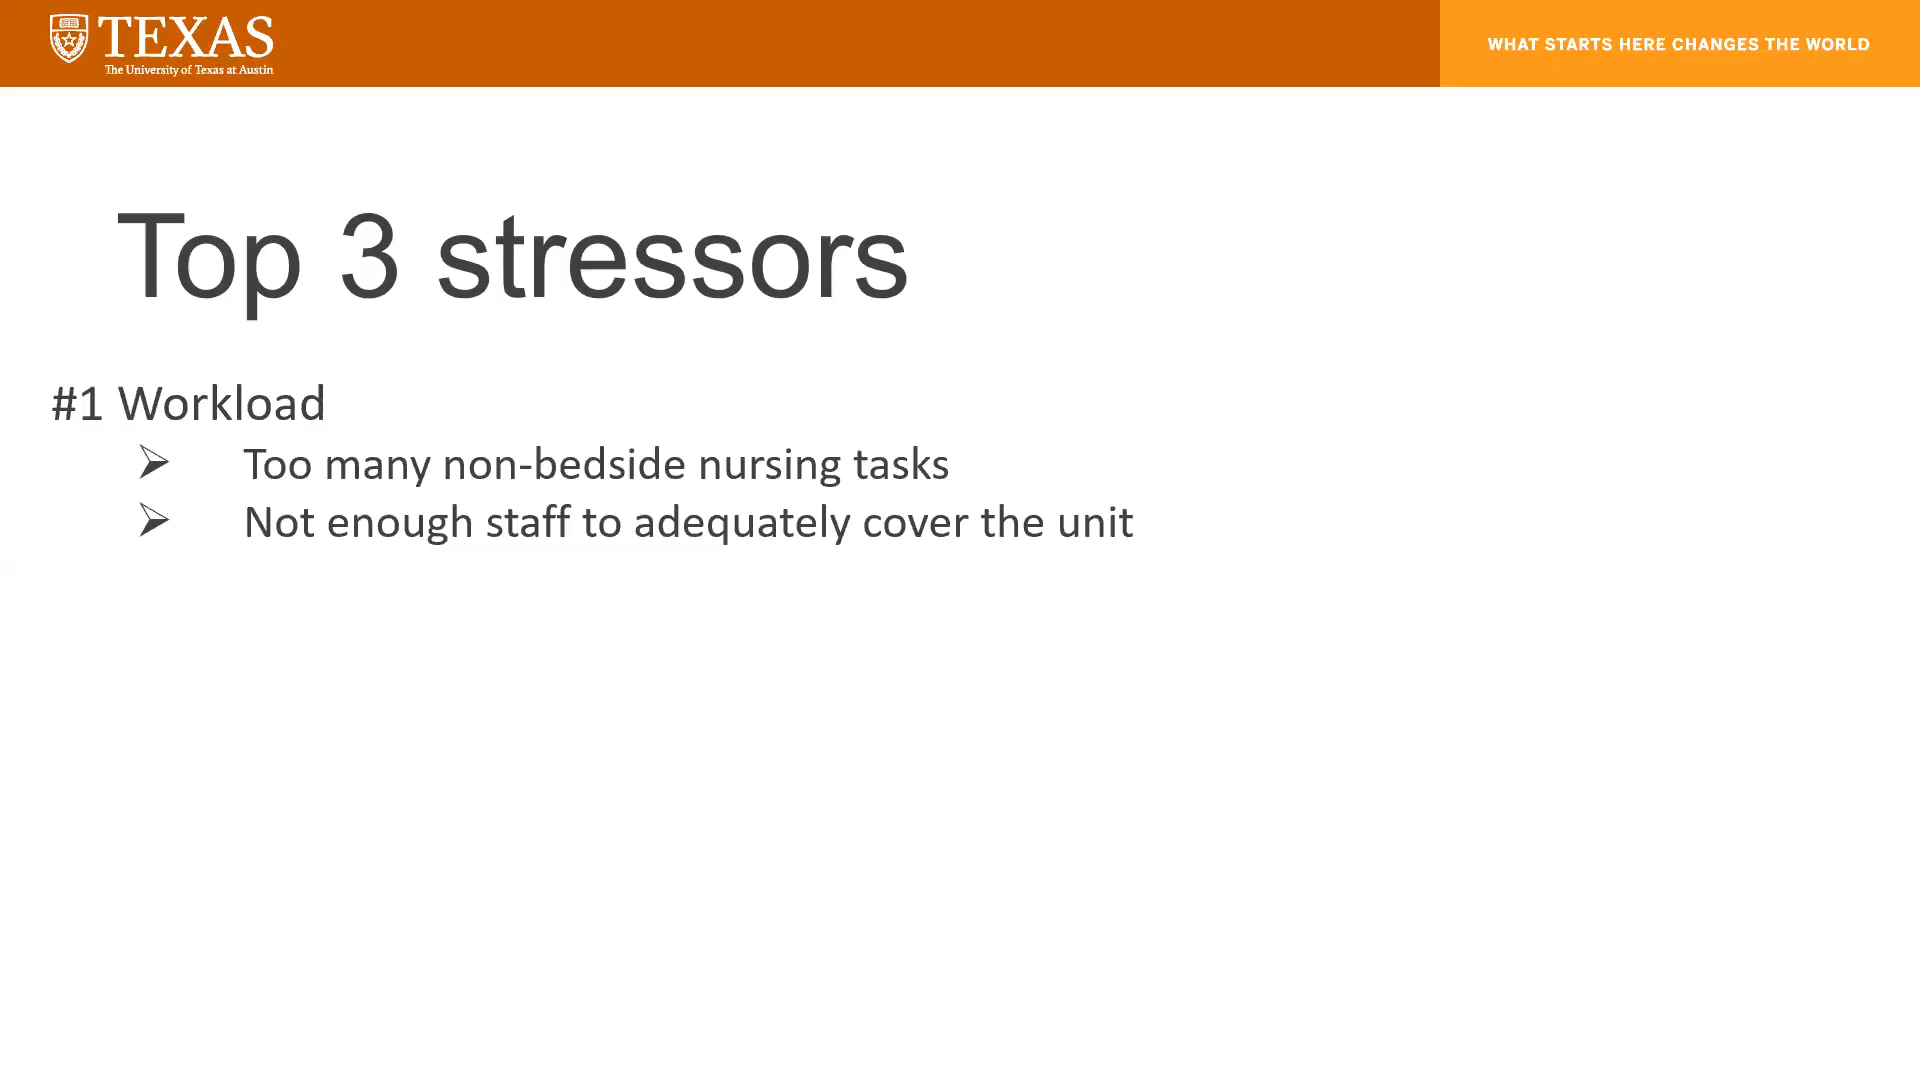 TEXAS
The University of Texas at Austin
WHAT STARTS HERE CHANGES THE WORLD
Top 3 stressors
#1 Workload
➢ Too many non-bedside nursing tasks
➢ Not enough staff to adequately cover the unit